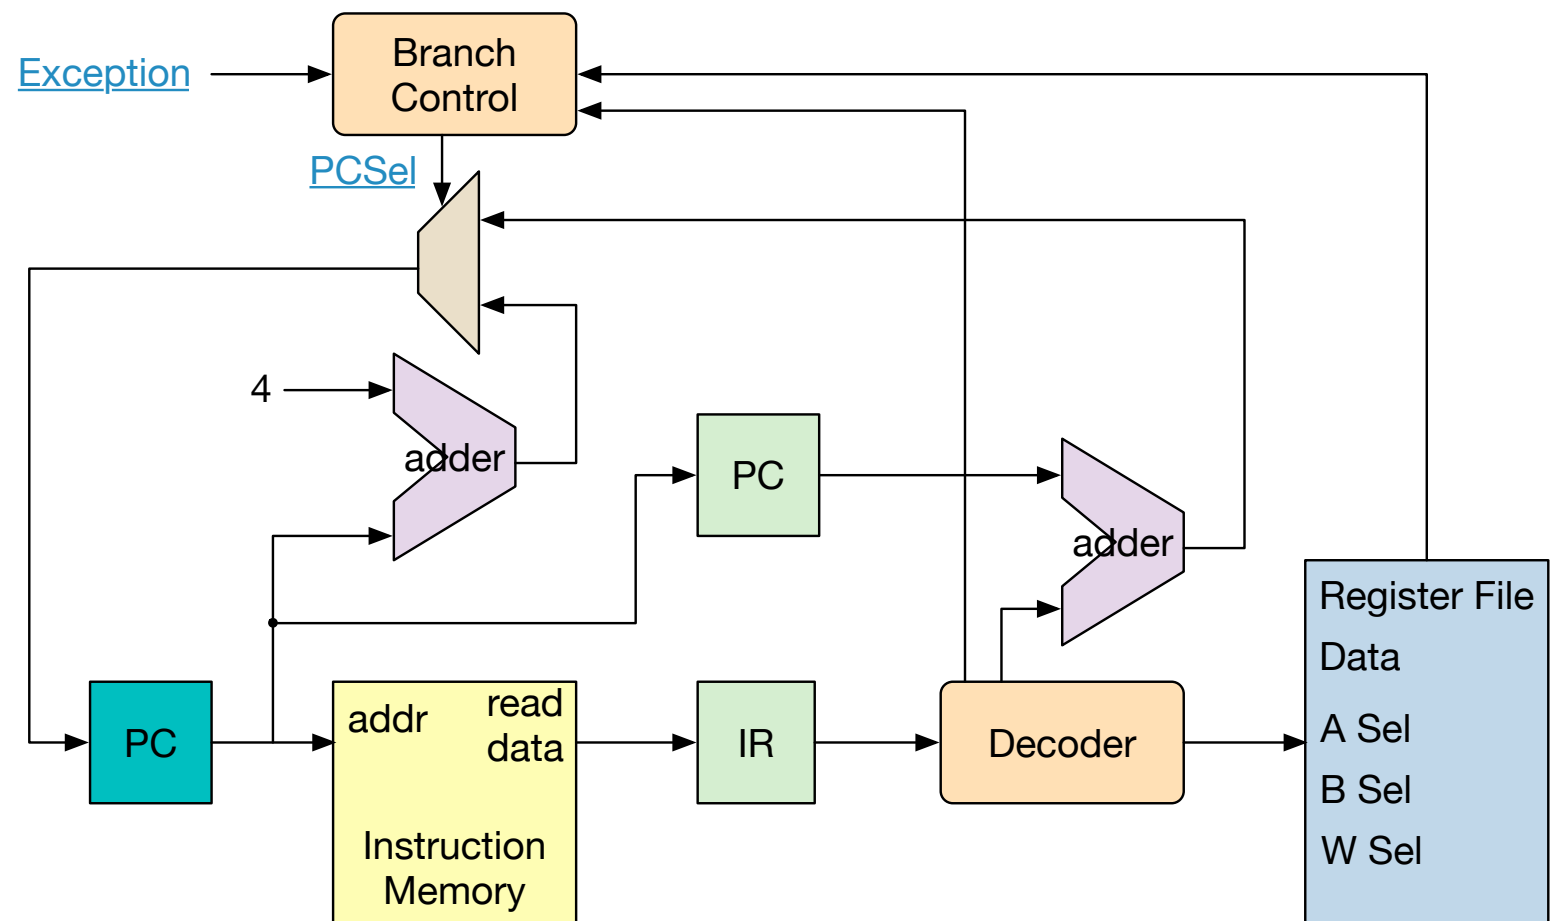 Branch
Control
Exception
PCSel
4
adder
PC
adder
Register File
Data
A Sel
B Sel
W Sel
PC
addr
read
data
Instruction
Memory
IR
Decoder